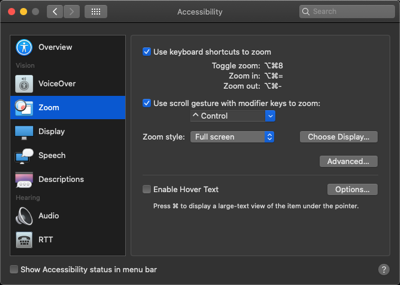 Accessibility
Search
Overview
Vision
VoiceOver
Zoom
Display
Speech
Descriptions
Hearing
Audio
RTT
Use keyboard shortcuts to zoom
Toggle zoom: ⌥⌘8
Zoom in: ⌥⌘=
Zoom out: ⌥⌘-
Use scroll gesture with modifier keys to zoom:
^ Control
Zoom style: Full screen Choose Display...
Advanced...
Enable Hover Text Options...
Press ⌘ to display a large-text view of the item under the pointer.
Show Accessibility status in menu bar ?